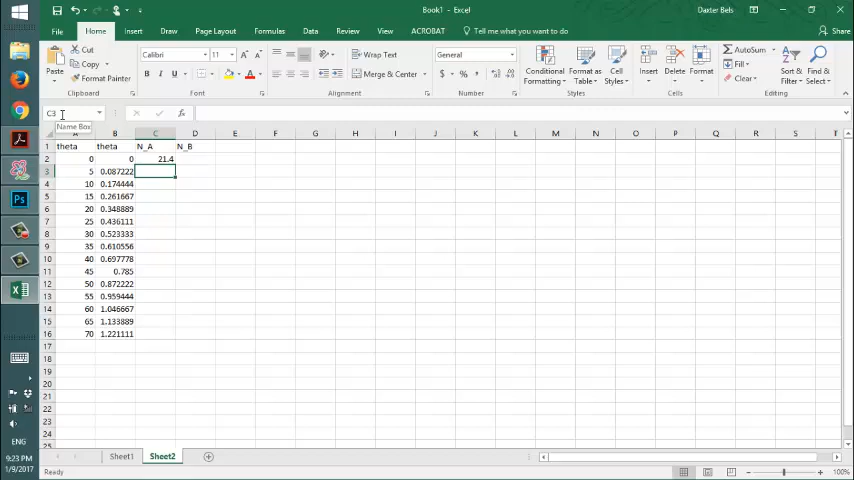 Book1 - Excel
Daxter Bels
File Home Insert Draw Page Layout Formulas Data Review View ACROBAT Tell me what you want to do Share
Paste
Cut
Copy
Format Painter
Clipboard
Calibri 11
B I U
Font
Wrap Text
Merge & Center
Alignment
General
$ % ,
Number
Conditional Formatting
Format as Table
Cell Styles
Styles
Insert Delete Format
Cells
AutoSum
Fill
Clear
Sort & Filter
Find & Select
Editing
C3
fx
Name Box
A B C D E F G H I J K L M N O P Q R S T
1 theta theta N_A N_B
2 0 0 21.4
3 5 0.087222
4 10 0.174444
5 15 0.261667
6 20 0.348889
7 25 0.436111
8 30 0.523333
9 35 0.610556
10 40 0.697778
11 45 0.785
12 50 0.872222
13 55 0.959444
14 60 1.046667
15 65 1.133889
16 70 1.221111
17
18
19
20
21
22
23
24
25
Sheet1 Sheet2
Ready
100%
Ps
ENG
9:23 PM
1/9/2017